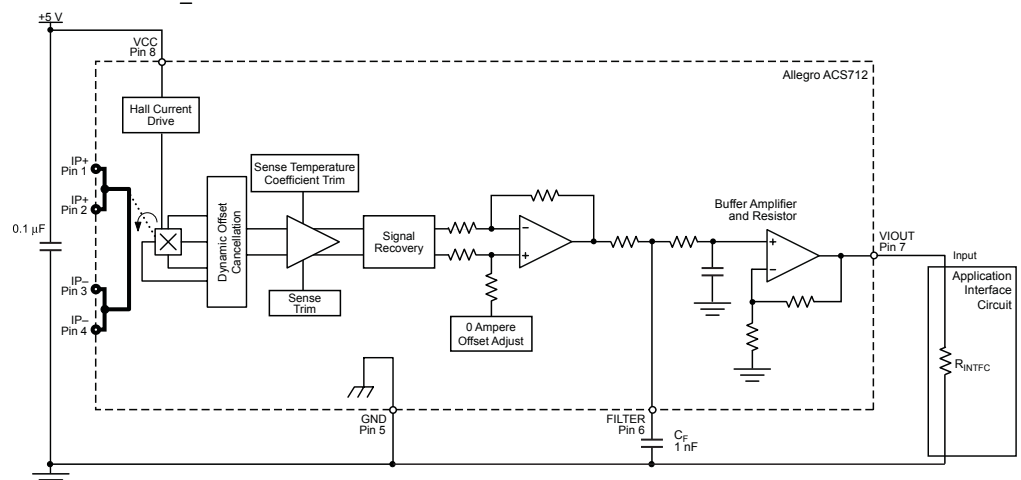 +5 V
VCC
Pin 8
Allegro ACS712
Hall Current
Drive
IP+
Pin 1
IP+
Pin 2
IP–
Pin 3
IP–
Pin 4
0.1 µF
Dynamic Offset
Cancellation
Sense Temperature
Coefficient Trim
Sense
Trim
Signal
Recovery
0 Ampere
Offset Adjust
Buffer Amplifier
and Resistor
VIOUT
Pin 7
Input
Application
Interface
Circuit
RINTFC
GND
Pin 5
FILTER
Pin 6
CF
1 nF